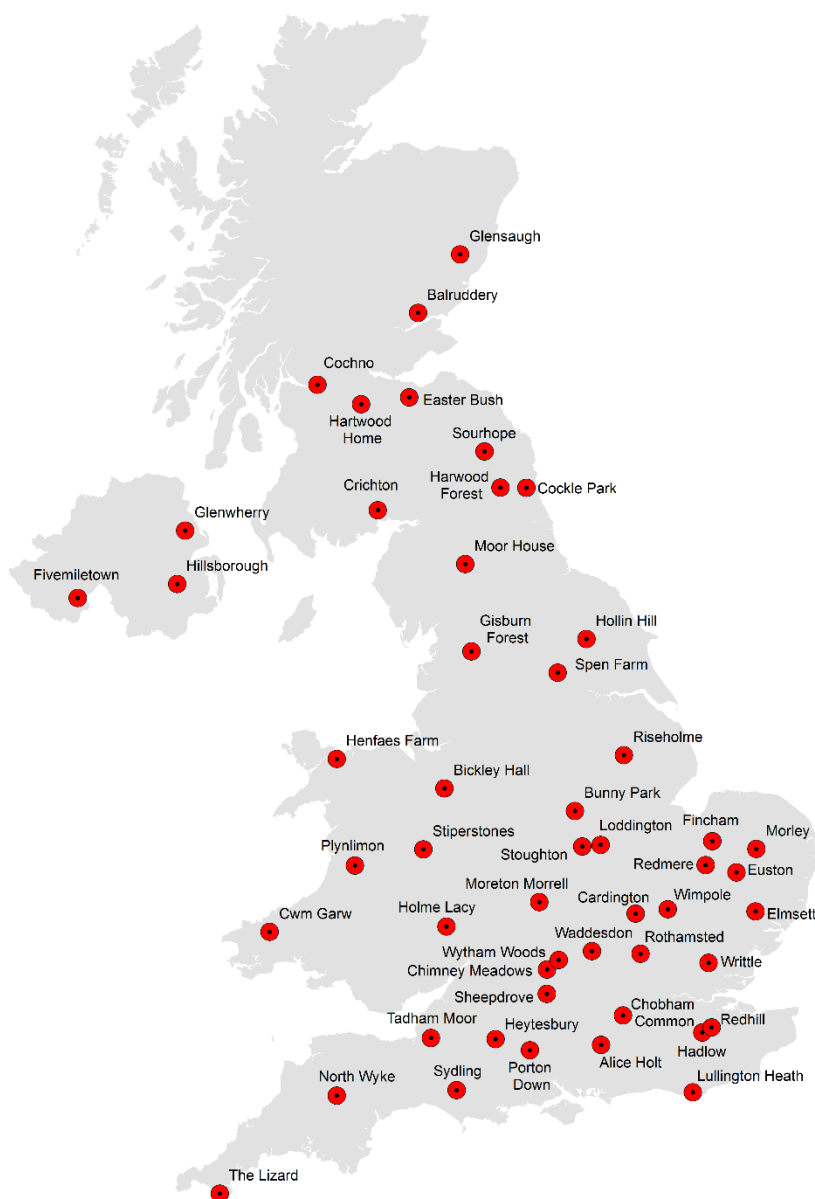 Glensaugh
Balruddery
Cochno
Easter Bush
Hartwood
Home
Sourhope
Harwood
Forest
Cockle Park
Crichton
Glenwherry
Moor House
Hillsborough
Fivemiletown
Hollin Hill
Gisburn
Forest
Spen Farm
Riseholme
Henfaes Farm
Bickley Hall
Bunny Park
Fincham
Loddington
Morley
Stiperstones
Plynlimon
Stoughton
Redmere
Euston
Moreton Morrell
Wimpole
Cardington
Elmsett
Cwm Garw
Holme Lacy
Waddesdon
Rothamsted
Wytham Woods
Writtle
Chimney Meadows
Sheepdrove
Chobham
Common
Redhill
Tadham Moor
Heytesbury
Hadlow
Alice Holt
Porton
Down
North Wyke
Sydling
Lullington Heath
The Lizard